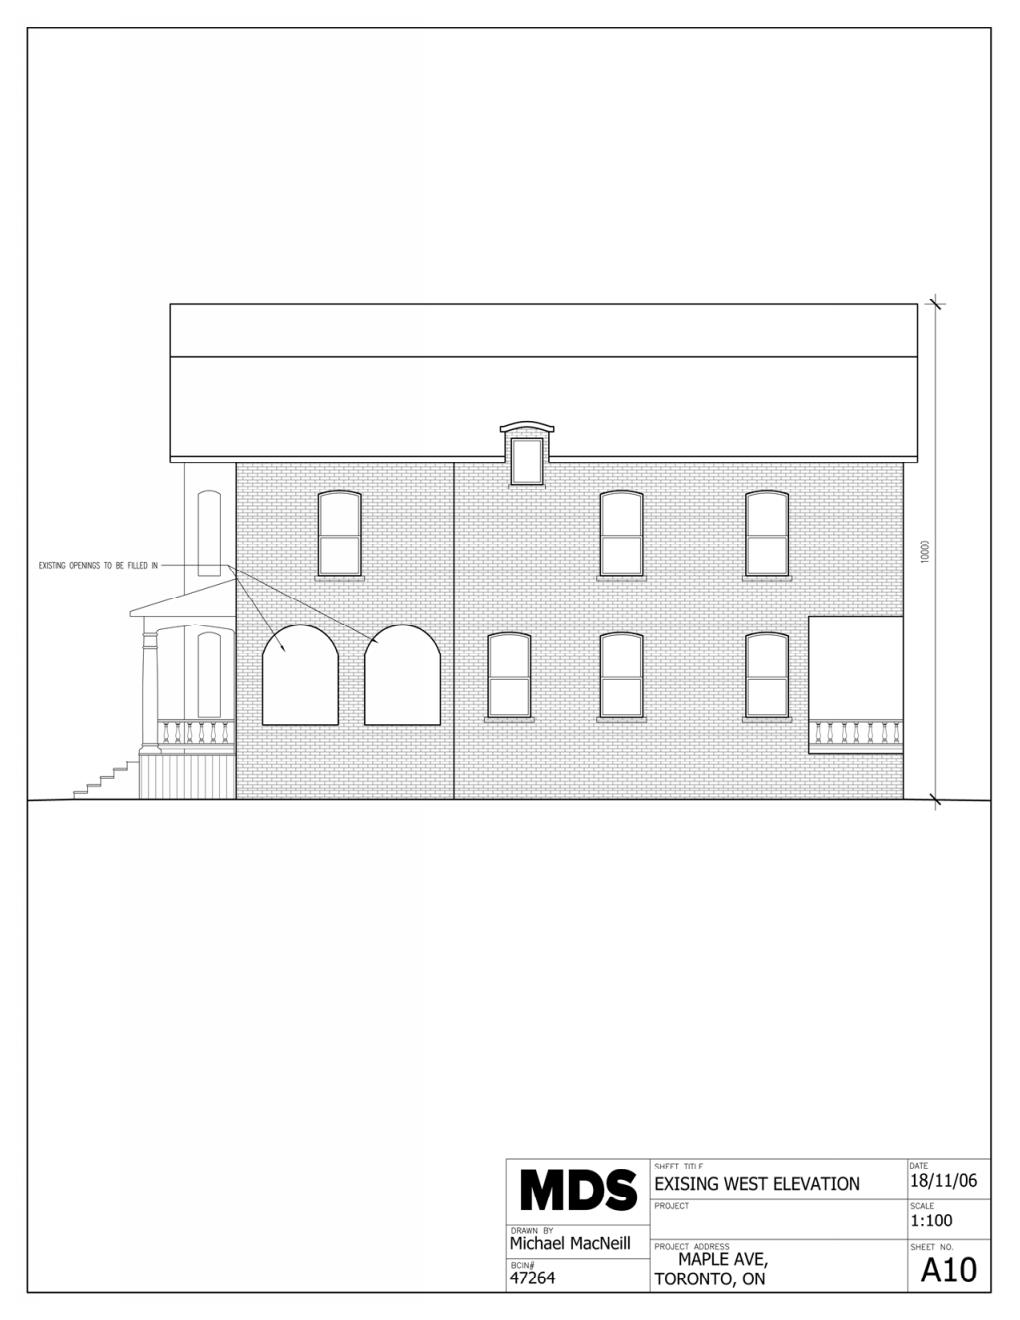 EXISTING OPENINGS TO BE FILLED IN
10000
MDS
DRAWN BY
Michael MacNeill
BCIN#
47264
SHEET TITLE
EXISING WEST ELEVATION
PROJECT
PROJECT ADDRESS
MAPLE AVE,
TORONTO, ON
DATE
18/11/06
SCALE
1:100
SHEET NO.
A10